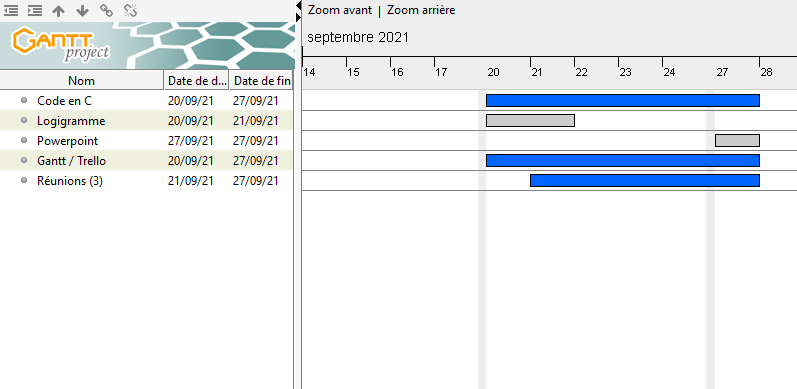 Zoom avant | Zoom arrière
GANTT
project
septembre 2021
Nom Date de d... Date de fin
14 15 16 17 20 21 22 23 24 27 28
Code en C 20/09/21 27/09/21
Logigramme 20/09/21 21/09/21
Powerpoint 27/09/21 27/09/21
Gantt / Trello 20/09/21 27/09/21
Réunions (3) 21/09/21 27/09/21